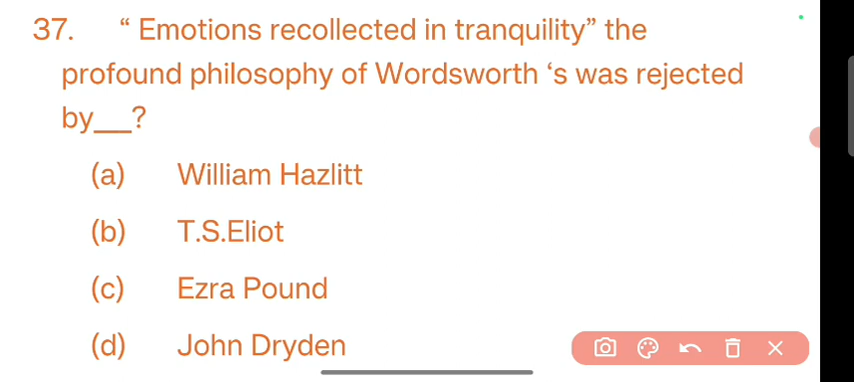 37. “ Emotions recollected in tranquility” the
profound philosophy of Wordsworth ‘s was rejected
by___?
(a) William Hazlitt
(b) T.S.Eliot
(c) Ezra Pound
(d) John Dryden